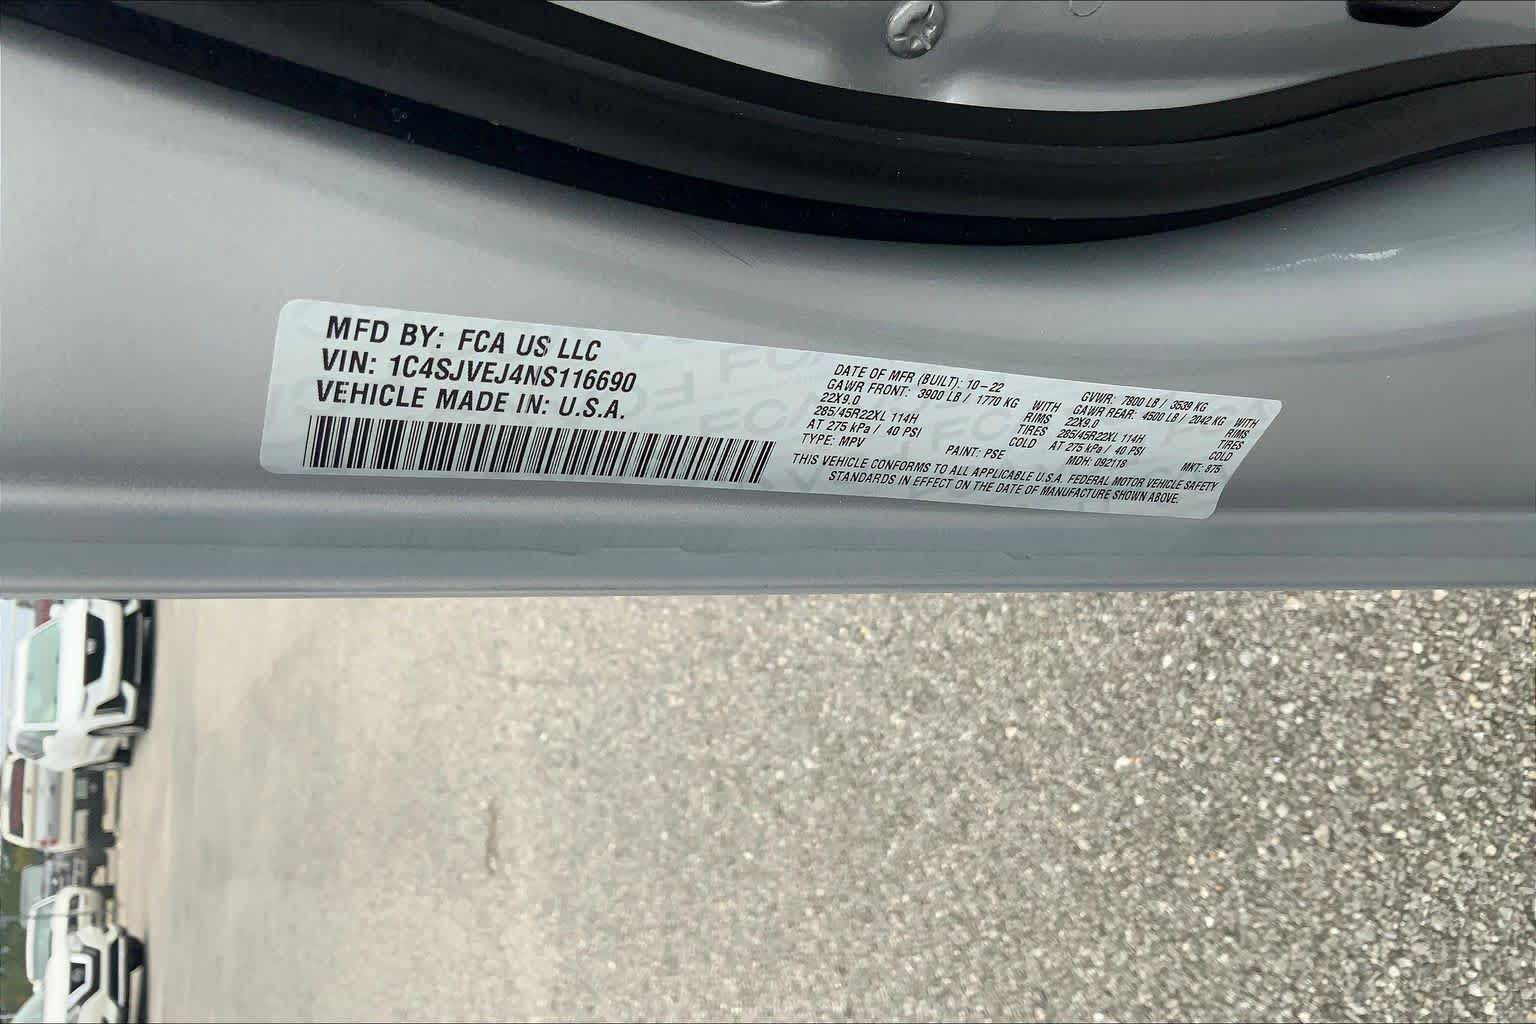 MFD BY: FCA US LLC
VIN: 1C4SJVEJ4NS116690
VEHICLE MADE IN: U.S.A.
DATE OF MFR (BUILT): 10-22 GVWR: 7800 LB / 3539 KG
GAWR FRONT: 3900 LB / 1770 KG WITH GAWR REAR: 4500 LB / 2042 KG WITH
22X9.0 RIMS 22X9.0 RIMS
285/45R22XL 114H TIRES 285/45R22XL 114H TIRES
AT 275 kPa / 40 PSI COLD AT 275 kPa / 40 PSI COLD
TYPE: MPV PAINT: PSE MDH: 092118 MKT: 875
THIS VEHICLE CONFORMS TO ALL APPLICABLE U.S.A. FEDERAL MOTOR VEHICLE SAFETY
STANDARDS IN EFFECT ON THE DATE OF MANUFACTURE SHOWN ABOVE.